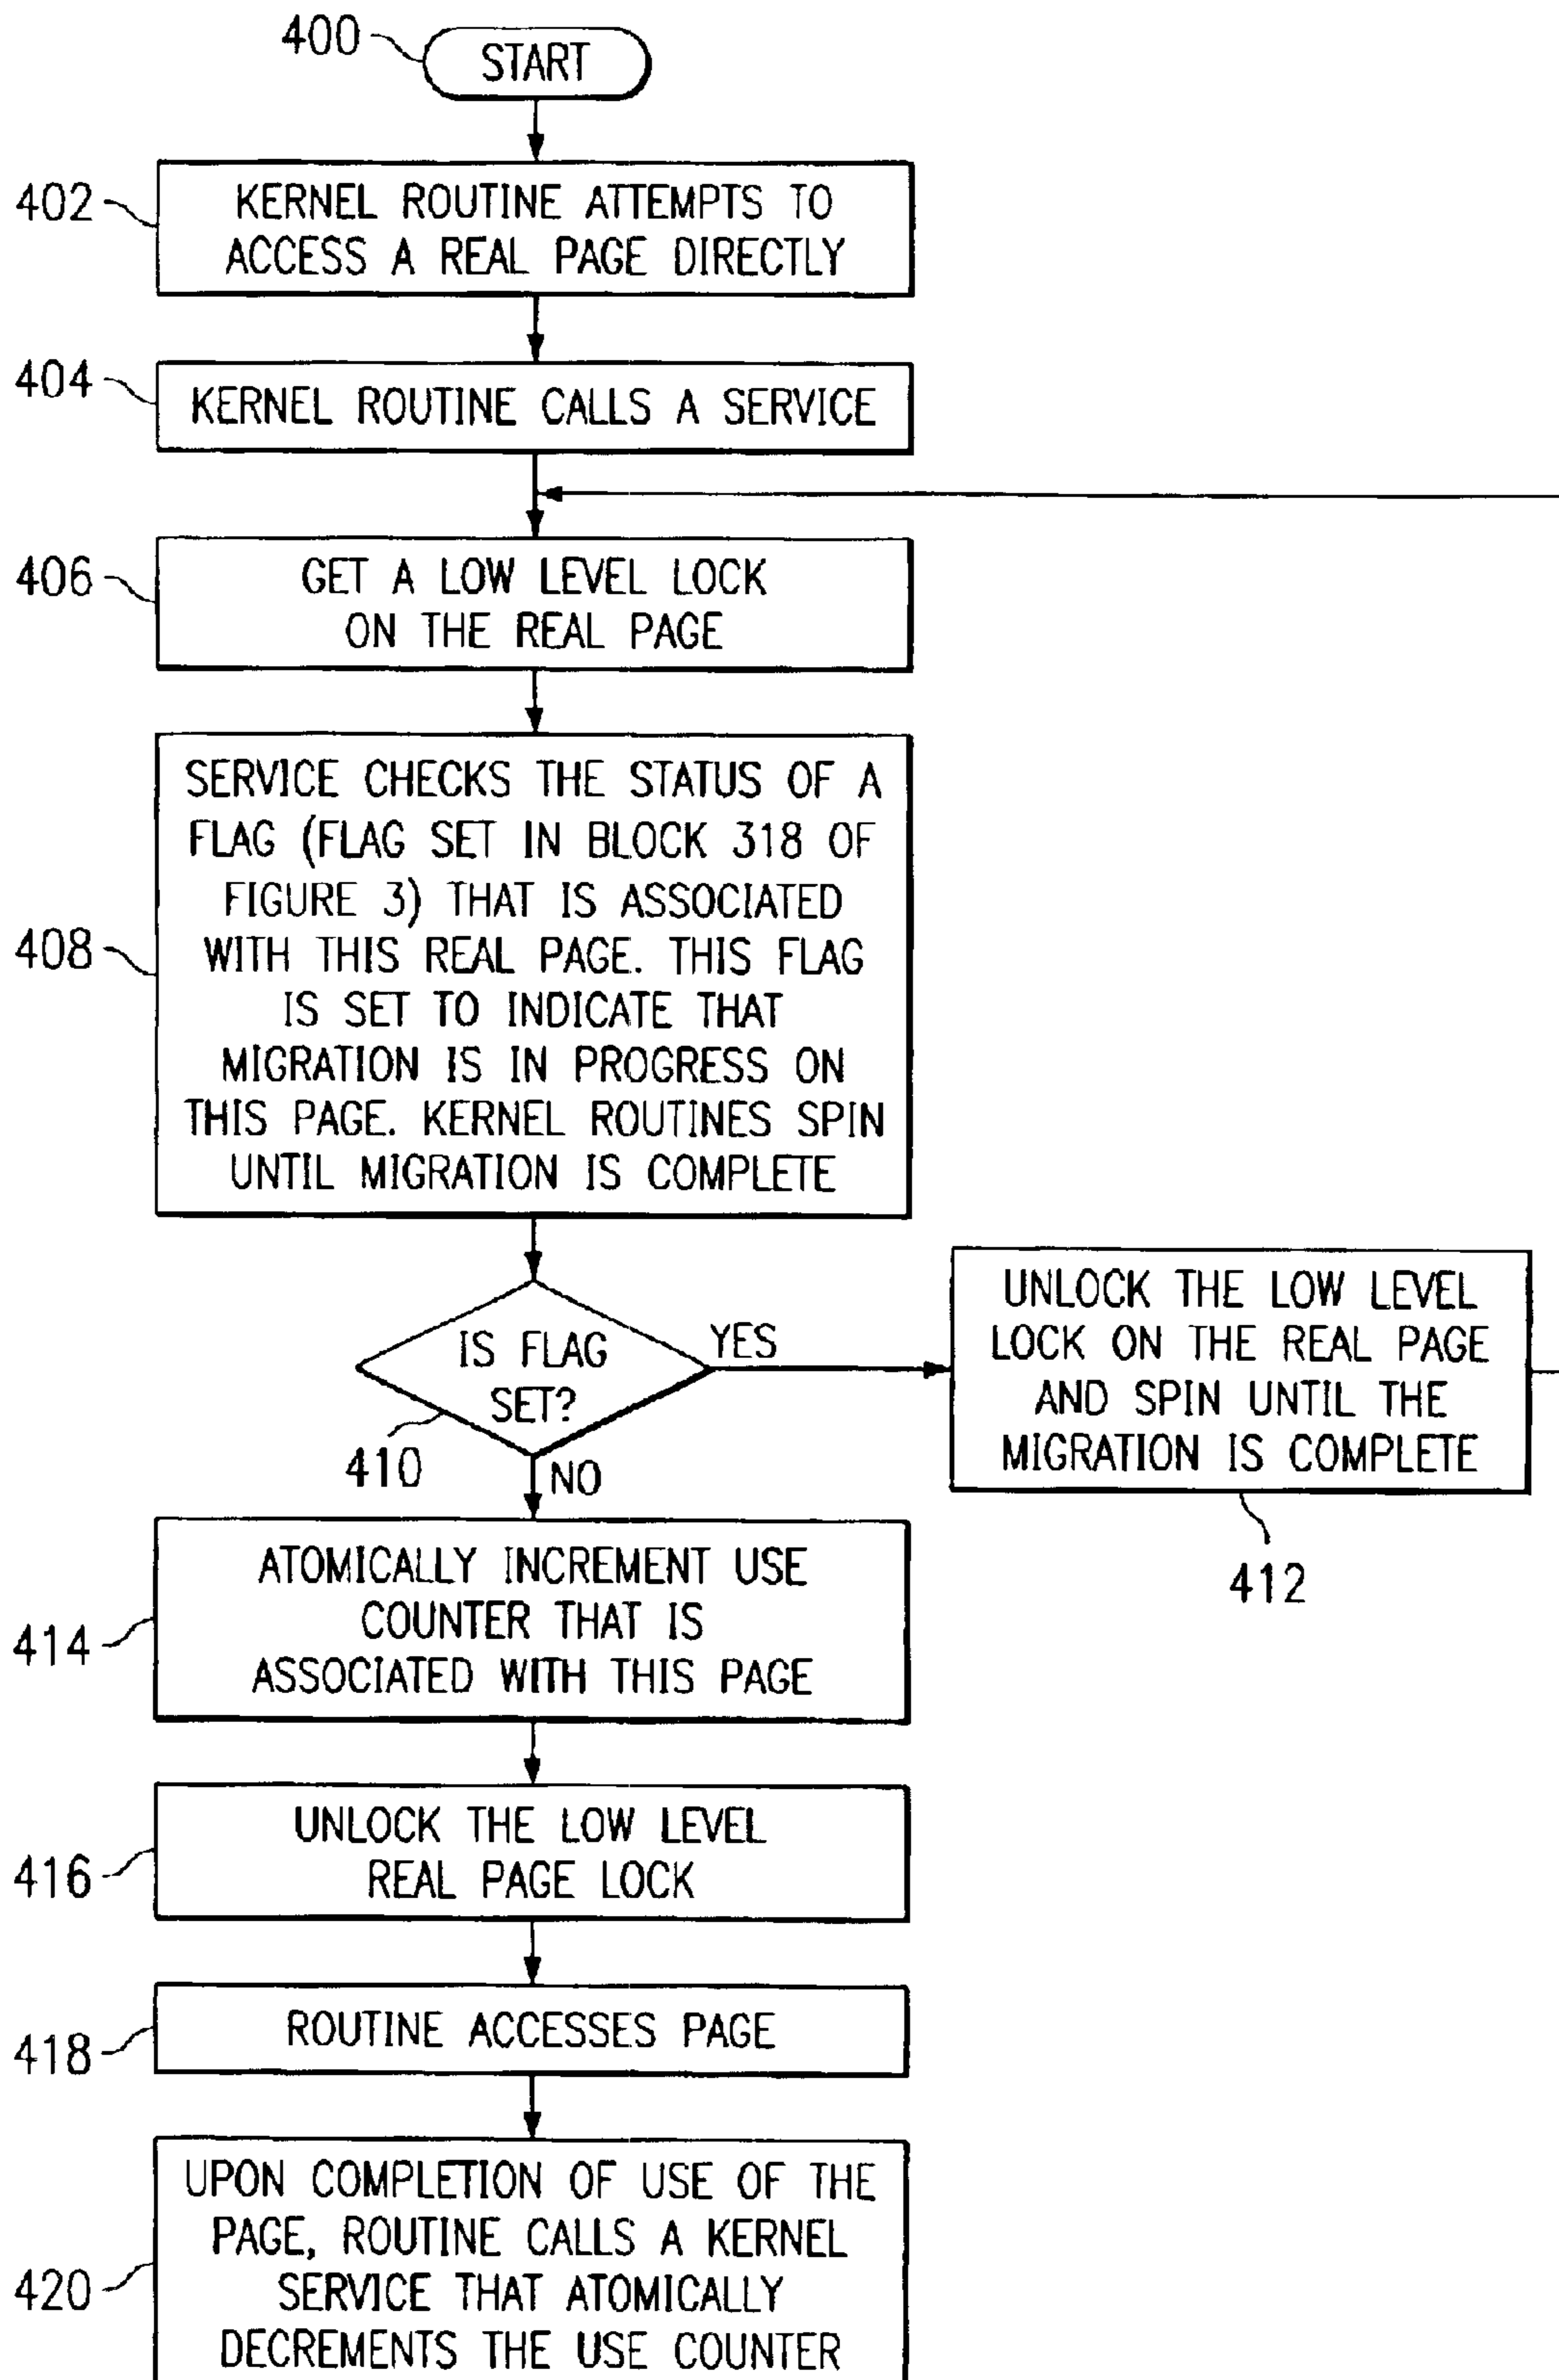 400
START
402
KERNEL ROUTINE ATTEMPTS TO
ACCESS A REAL PAGE DIRECTLY
404
KERNEL ROUTINE CALLS A SERVICE
406
GET A LOW LEVEL LOCK
ON THE REAL PAGE
408
SERVICE CHECKS THE STATUS OF A
FLAG (FLAG SET IN BLOCK 318 OF
FIGURE 3) THAT IS ASSOCIATED
WITH THIS REAL PAGE. THIS FLAG
IS SET TO INDICATE THAT
MIGRATION IS IN PROGRESS ON
THIS PAGE. KERNEL ROUTINES SPIN
UNTIL MIGRATION IS COMPLETE
IS FLAG
SET?
410
YES
NO
UNLOCK THE LOW LEVEL
LOCK ON THE REAL PAGE
AND SPIN UNTIL THE
MIGRATION IS COMPLETE
412
414
ATOMICALLY INCREMENT USE
COUNTER THAT IS
ASSOCIATED WITH THIS PAGE
416
UNLOCK THE LOW LEVEL
REAL PAGE LOCK
418
ROUTINE ACCESSES PAGE
420
UPON COMPLETION OF USE OF THE
PAGE, ROUTINE CALLS A KERNEL
SERVICE THAT ATOMICALLY
DECREMENTS THE USE COUNTER